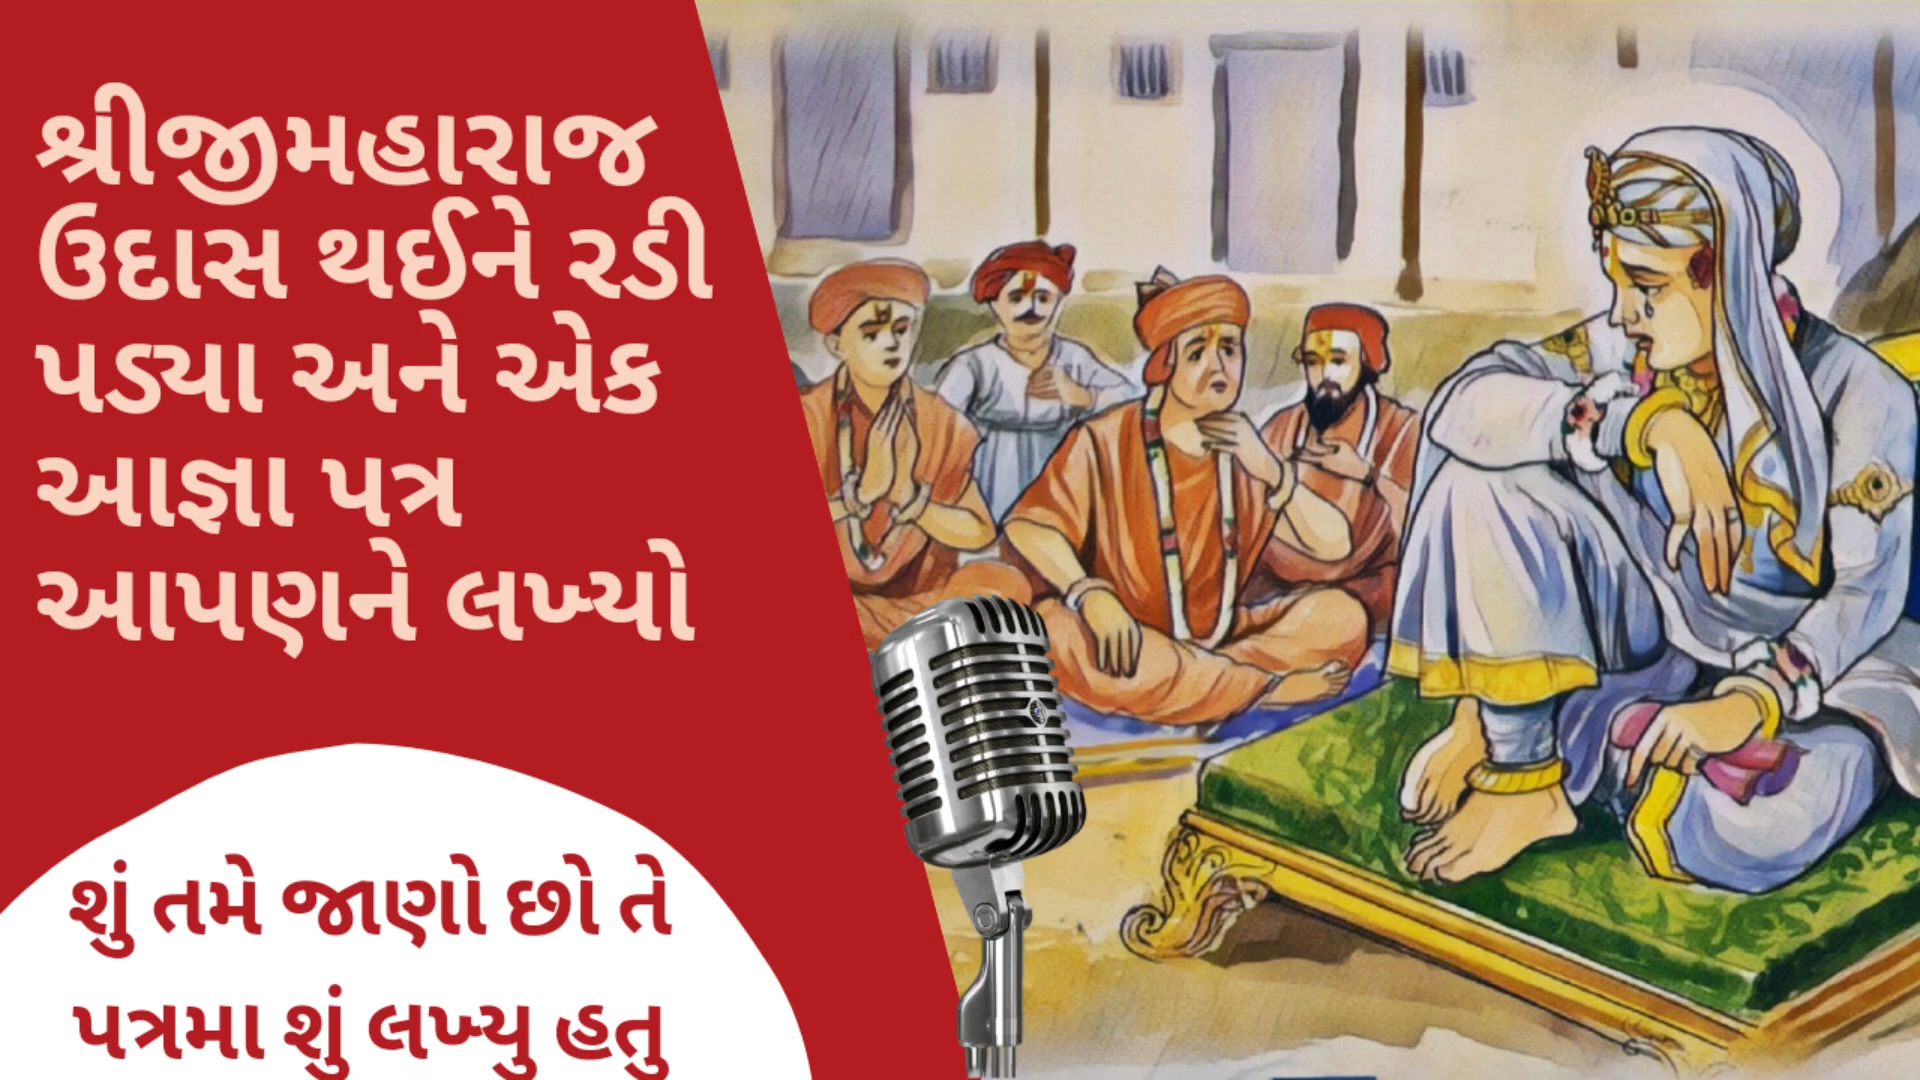 શ્રીજીમહારાજ
ઉદાસ થઈને રડી
પડ્યા અને એક
આજ્ઞા પત્ર
આપણને લખ્યો
શું તમે જાણો છો તે
પત્રમા શું લખ્યુ હતુ